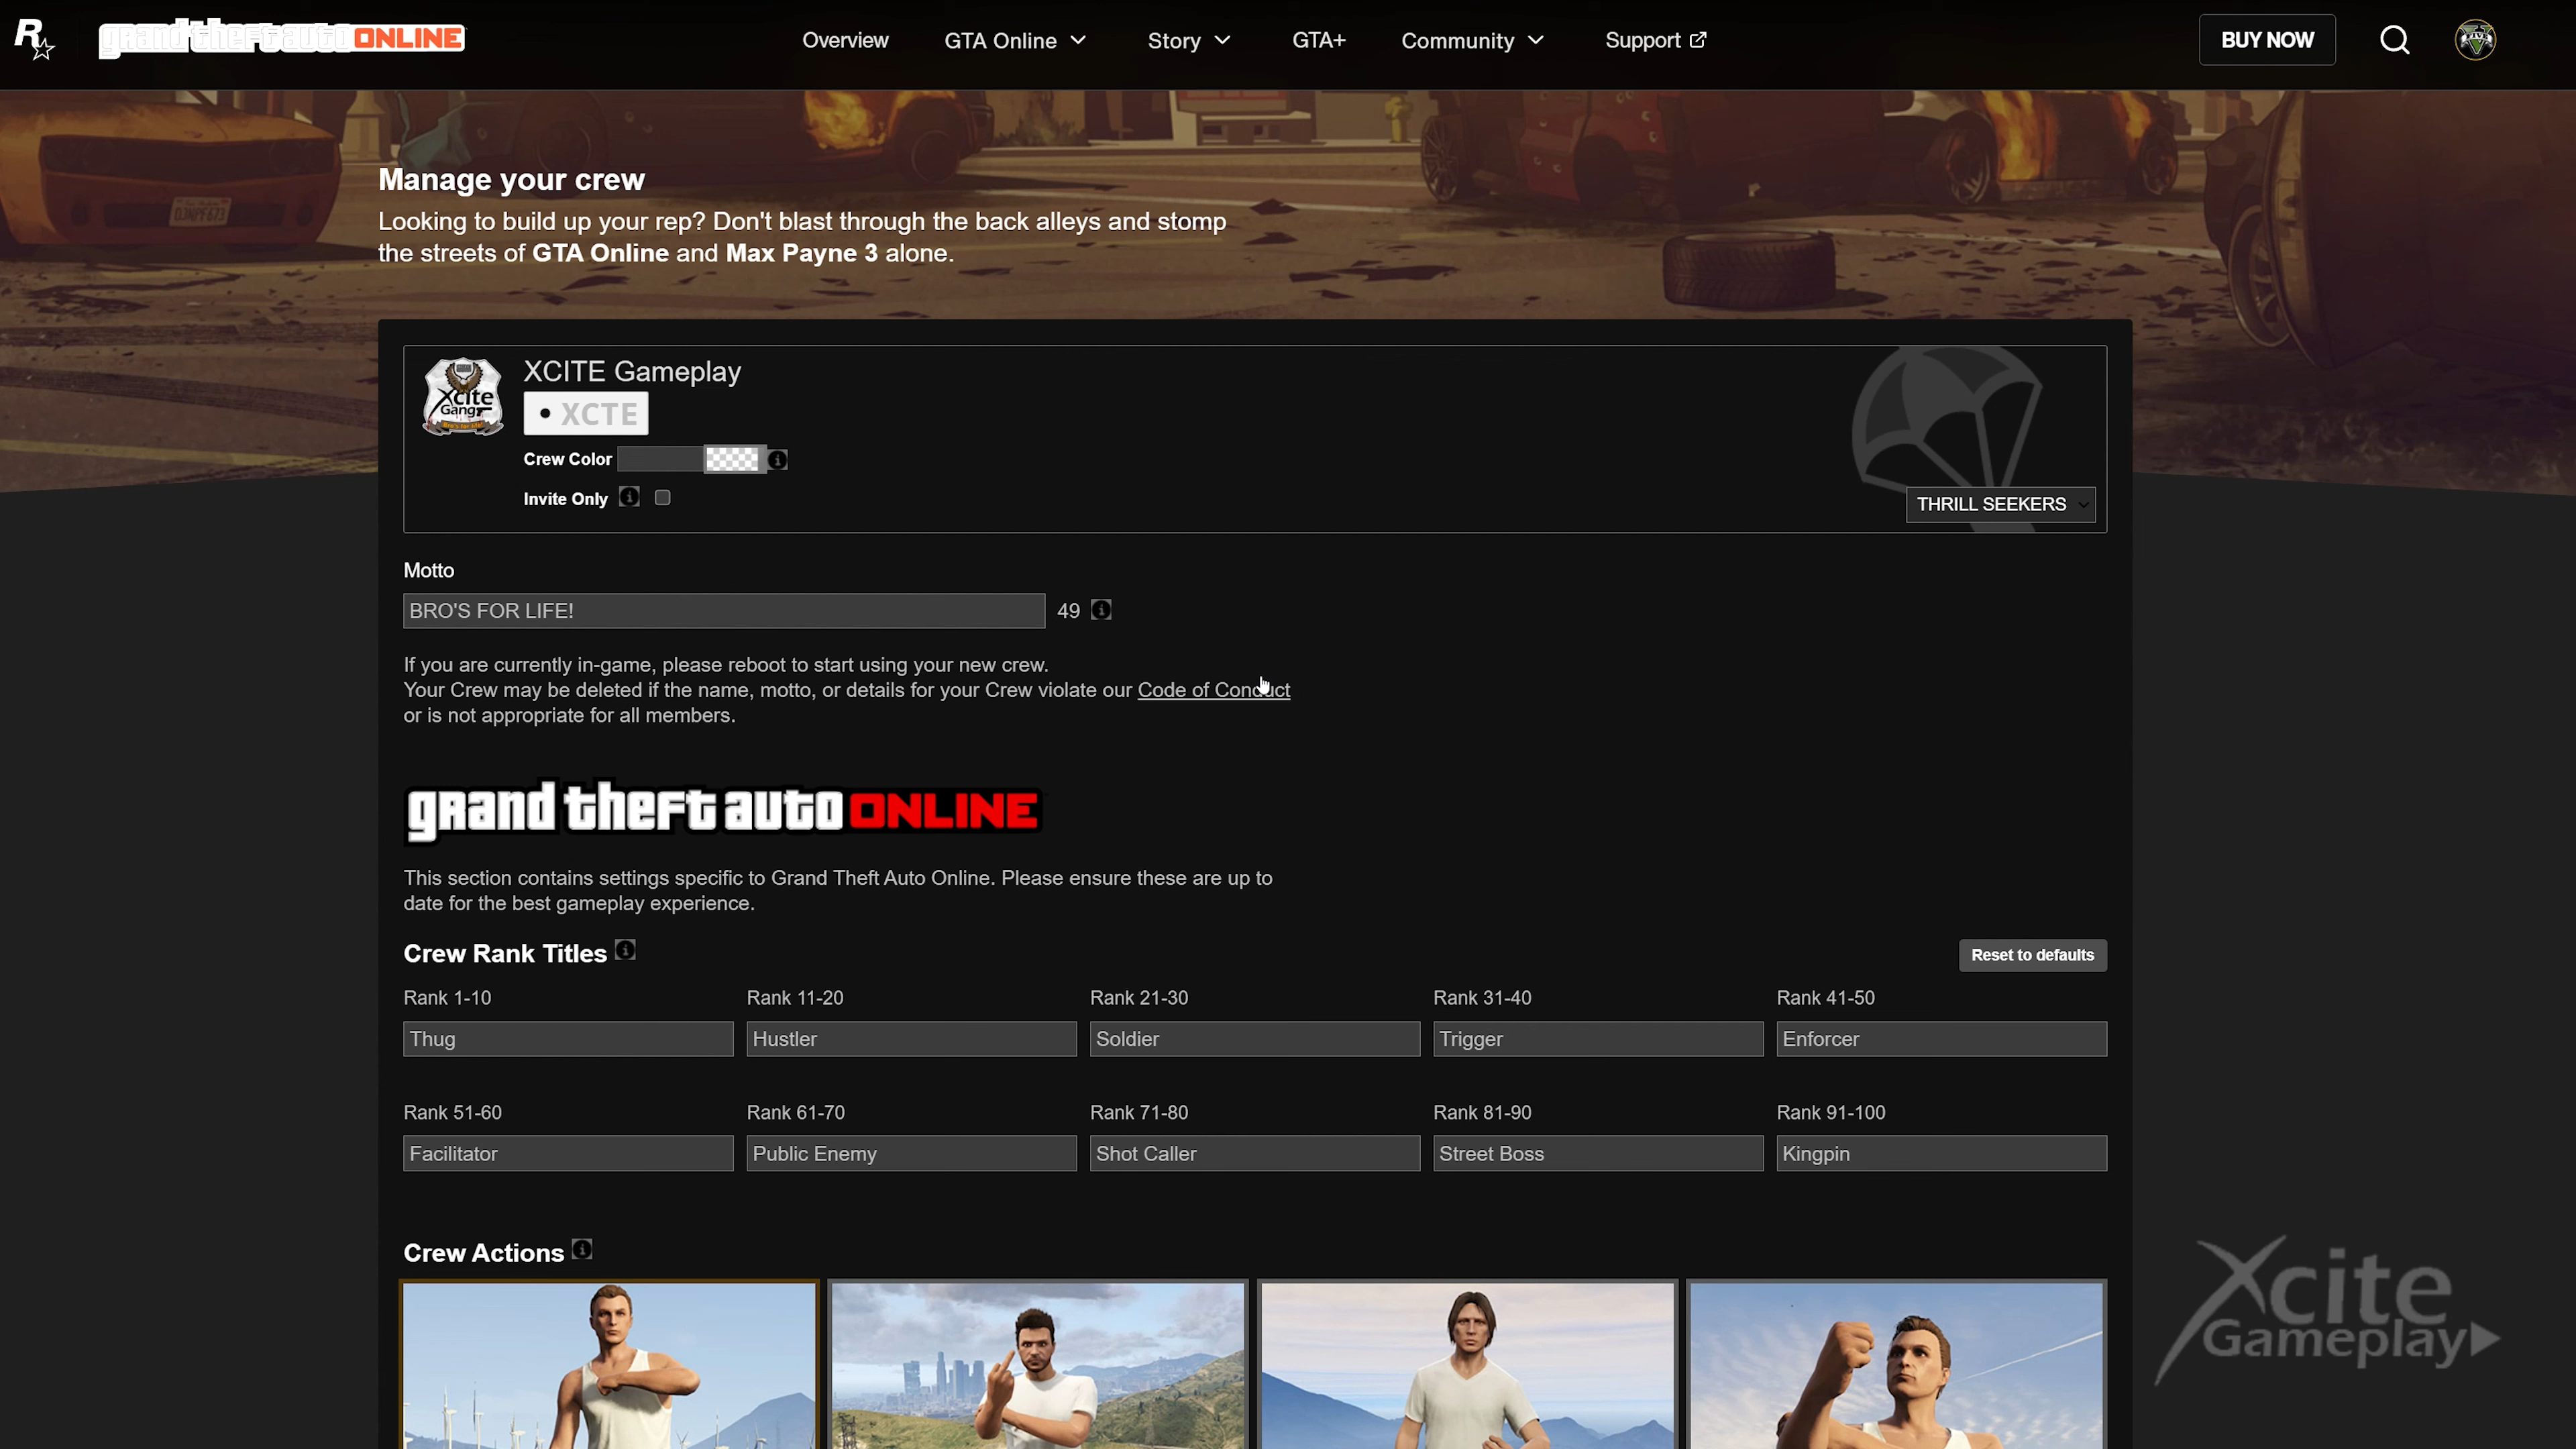 R
grand theft auto ONLINE
Overview
GTA Online
Story
GTA+
Community
Support
BUY NOW
Manage your crew
Looking to build up your rep? Don't blast through the back alleys and stomp
the streets of GTA Online and Max Payne 3 alone.
Xcite
Gang
Bro's for life!
XCITE Gameplay
• XCTE
Crew Color
Invite Only
THRILL SEEKERS
Motto
BRO'S FOR LIFE!
49
If you are currently in-game, please reboot to start using your new crew.
Your Crew may be deleted if the name, motto, or details for your Crew violate our Code of Conduct
or is not appropriate for all members.
grand theft auto ONLINE
This section contains settings specific to Grand Theft Auto Online. Please ensure these are up to
date for the best gameplay experience.
Crew Rank Titles
Reset to defaults
Rank 1-10
Rank 11-20
Rank 21-30
Rank 31-40
Rank 41-50
Thug
Hustler
Soldier
Trigger
Enforcer
Rank 51-60
Rank 61-70
Rank 71-80
Rank 81-90
Rank 91-100
Facilitator
Public Enemy
Shot Caller
Street Boss
Kingpin
Crew Actions
Xcite
Gameplay